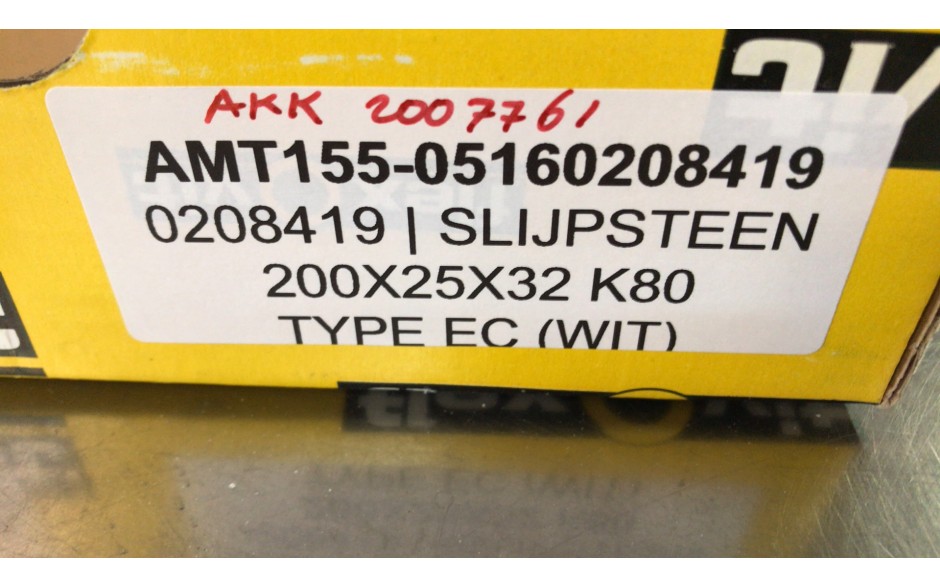 AKK 2007761
AMT155-05160208419
0208419 | SLIJPSTEEN
200X25X32 K80
TYPE EC (WIT)